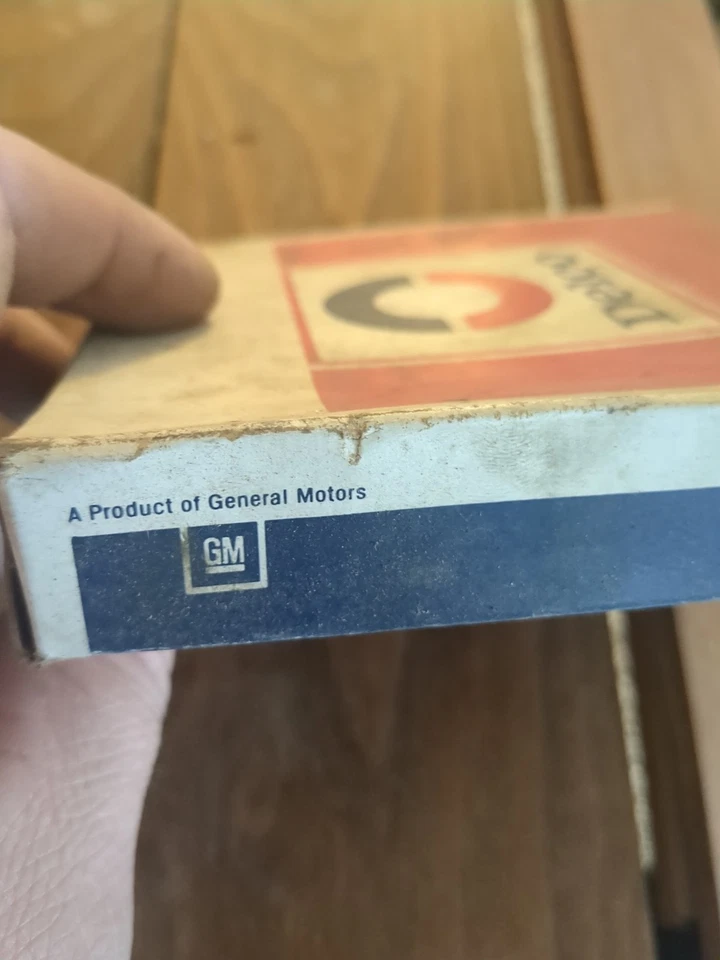 Delco
A Product of General Motors
GM